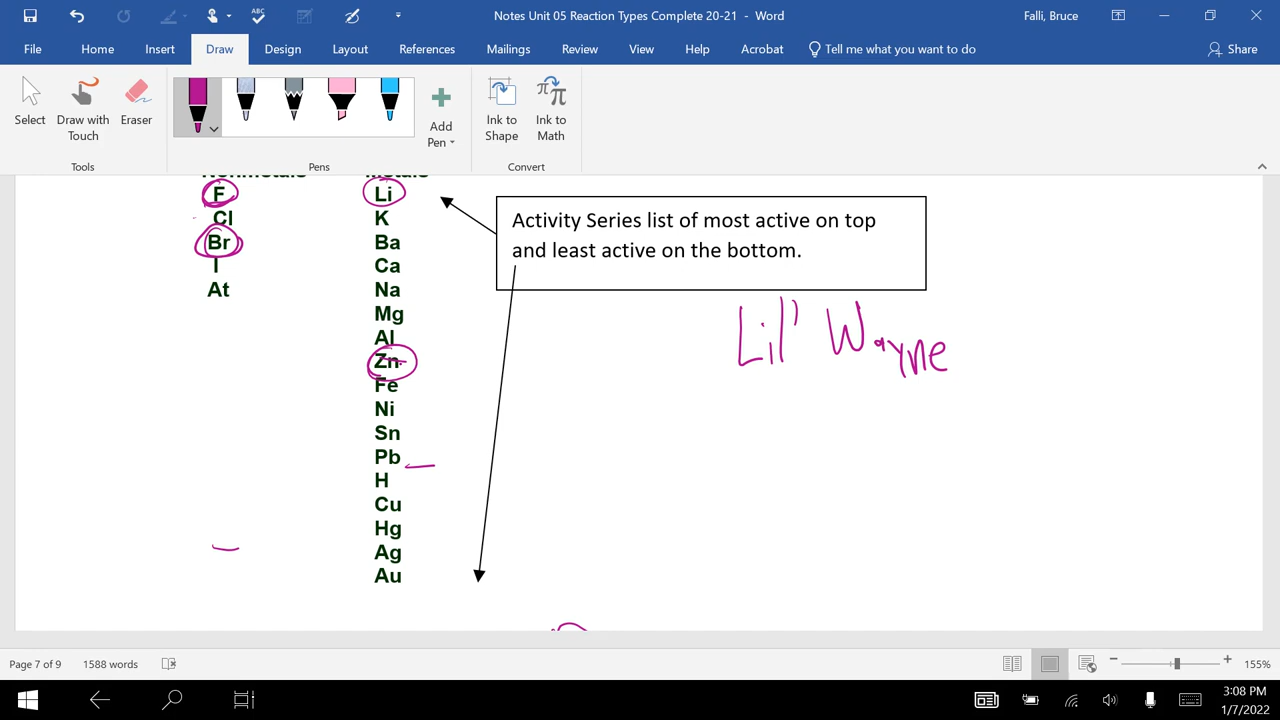 Notes Unit 05 Reaction Types Complete 20-21 - Word
Falli, Bruce
File Home Insert Draw Design Layout References Mailings Review View Help Acrobat Tell me what you want to do Share
Select
Draw with Touch
Eraser
Add Pen
Ink to Shape
Ink to Math
Tools
Pens
Convert
Nonmetals
F
Cl
Br
I
At
Metals
Li
K
Ba
Ca
Na
Mg
Al
Zn
Fe
Ni
Sn
Pb
H
Cu
Hg
Ag
Au
Activity Series list of most active on top
and least active on the bottom.
Lil' Wayne
Page 7 of 9 1588 words
155%
3:08 PM
1/7/2022